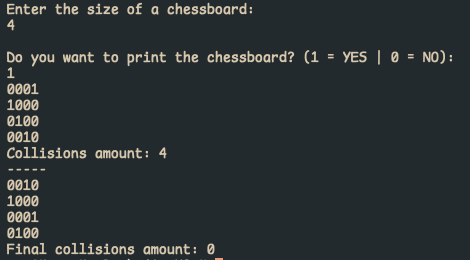 Enter the size of a chessboard:
4
Do you want to print the chessboard? (1 = YES | 0 = NO):
1
0001
1000
0100
0010
Collisions amount: 4
-----
0010
1000
0001
0100
Final collisions amount: 0